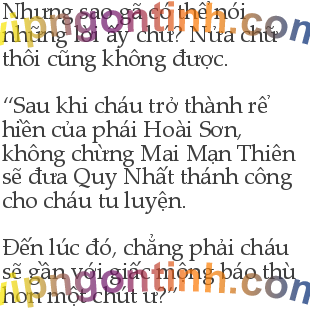 Nhưng sao gã có thể nói
những lời ấy chứ? Nửa chữ
thôi cũng không được.
“Sau khi cháu trở thành rể
hiền của phái Hoài Sơn,
không chừng Mai Mạn Thiên
sẽ đưa Quy Nhất thánh công
cho cháu tu luyện.
Đến lúc đó, chẳng phải cháu
sẽ gần với giấc mộng báo thù
hơn một chút ư?”